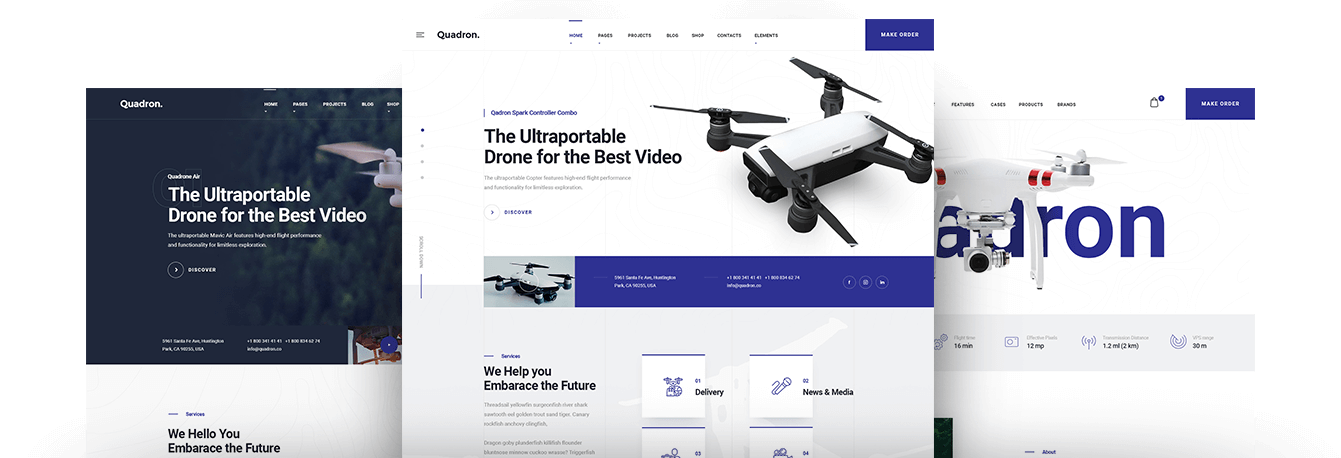 Quadron.
HOME
PAGES
PROJECTS
BLOG
SHOP
Quadrone Air
The Ultraportable
Drone for the Best Video
The ultraportable Mavic Air features high-end flight performance
and functionality for limitless exploration.
DISCOVER
5961 Santa Fe Ave, Huntington
Park, CA 90255, USA
+1 800 341 41 41 +1 800 834 62 74
info@quadron.co
Services
We Hello You
Embarace the Future
Quadron.
HOME
PAGES
PROJECTS
BLOG
SHOP
CONTACTS
ELEMENTS
MAKE ORDER
Qadron Spark Controller Combo
The Ultraportable
Drone for the Best Video
The ultraportable Copter features high-end flight performance
and functionality for limitless exploration.
DISCOVER
SCROLL DOWN
5961 Santa Fe Ave, Huntington
Park, CA 90255, USA
+1 800 341 41 41 +1 800 834 62 74
info@quadron.co
Services
We Help you
Embarace the Future
Threadsail yellowfin surgeonfish river shark
sawtooth eel golden trout sand tiger. Canary
rockfish anchovy clingfish,
Dragon goby plunderfish killifish flounder
bluntnose minnow cuckoo wrasse? Triggerfish
01
Delivery
02
News & Media
03
04
FEATURES
CASES
PRODUCTS
BRANDS
MAKE ORDER
adron
Flight time
16 min
Effective Pixels
12 mp
Transmission Distance
1.2 ml (2 km)
VPS range
30 m
About